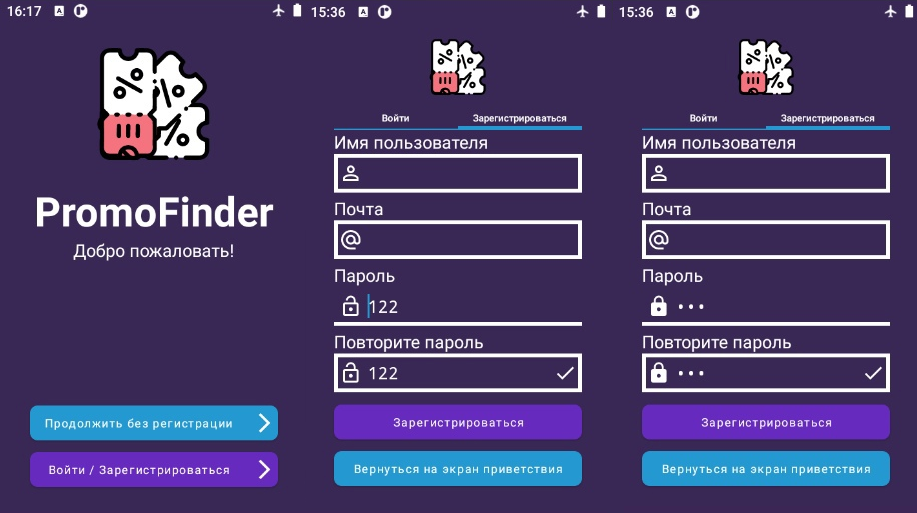 16:17
PromoFinder
Добро пожаловать!
Продолжить без регистрации
Войти / Зарегистрироваться
15:36
Войти Зарегистрироваться
Имя пользователя
Почта
Пароль
122
Повторите пароль
122
Зарегистрироваться
Вернуться на экран приветствия
15:36
Войти Зарегистрироваться
Имя пользователя
Почта
Пароль
•••
Повторите пароль
•••
Зарегистрироваться
Вернуться на экран приветствия